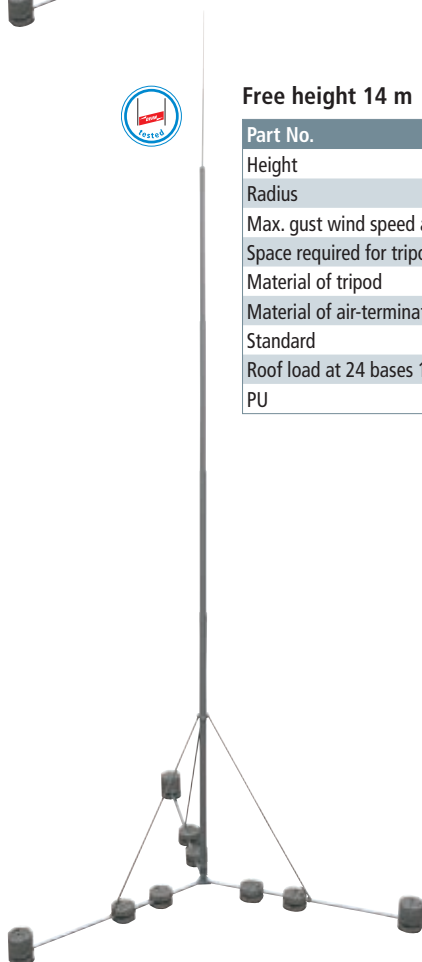 tested
Free height 14 m
Part No.
Height
Radius
Max. gust wind speed
Space required for
Material of tripod
Material of
Standard
Roof load at 24 bases
PU